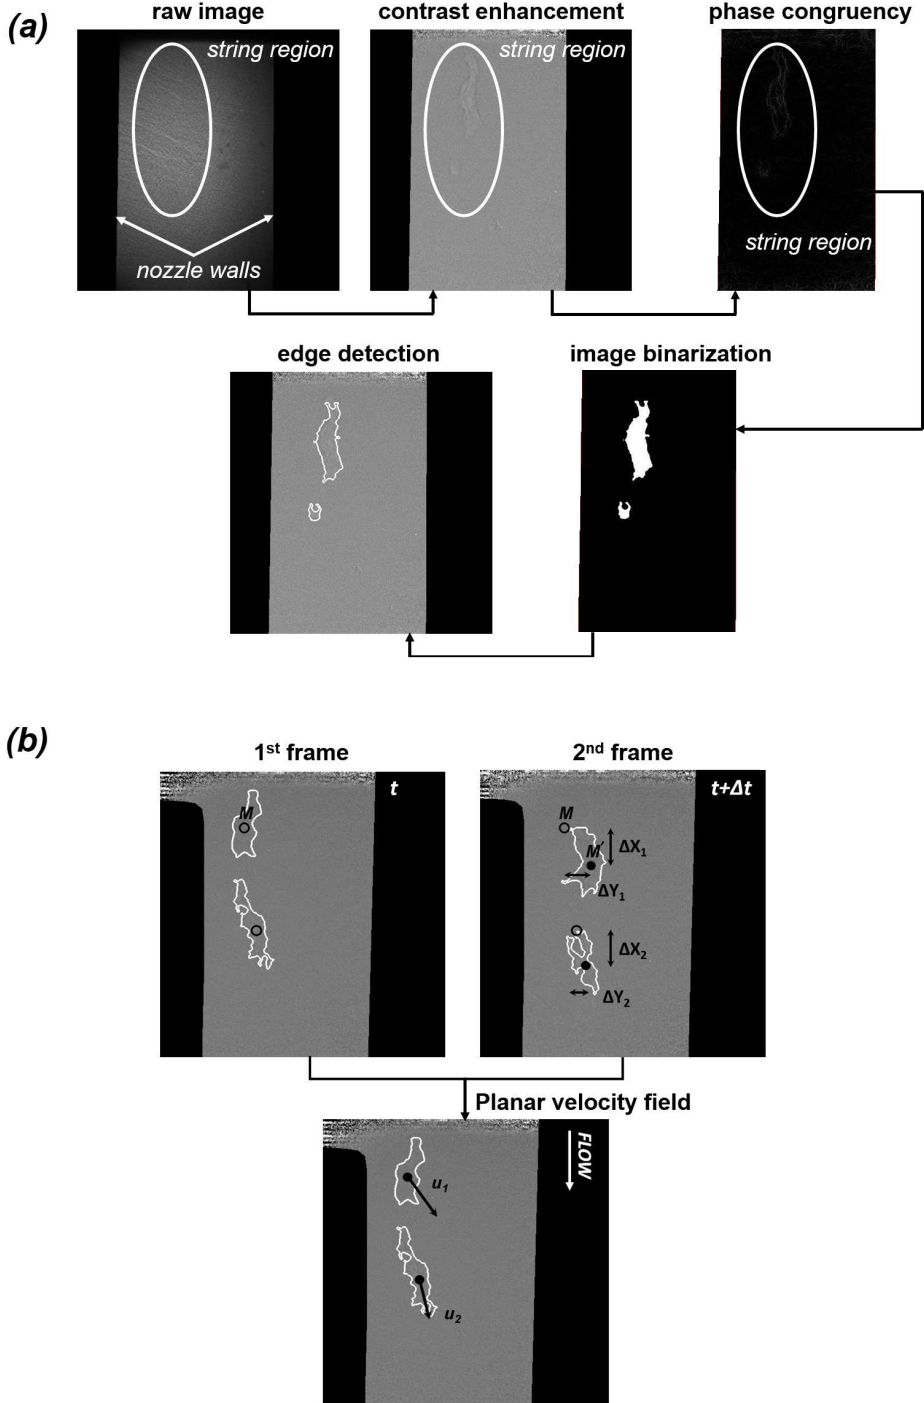 (a)
raw image
contrast enhancement
phase congruency
string region
string region
nozzle walls
string region
edge detection
image binarization
(b)
1st frame
2nd frame
t
t+Δt
M
M
M′
ΔX1
ΔY1
ΔX2
ΔY2
Planar velocity field
FLOW
u1
u2